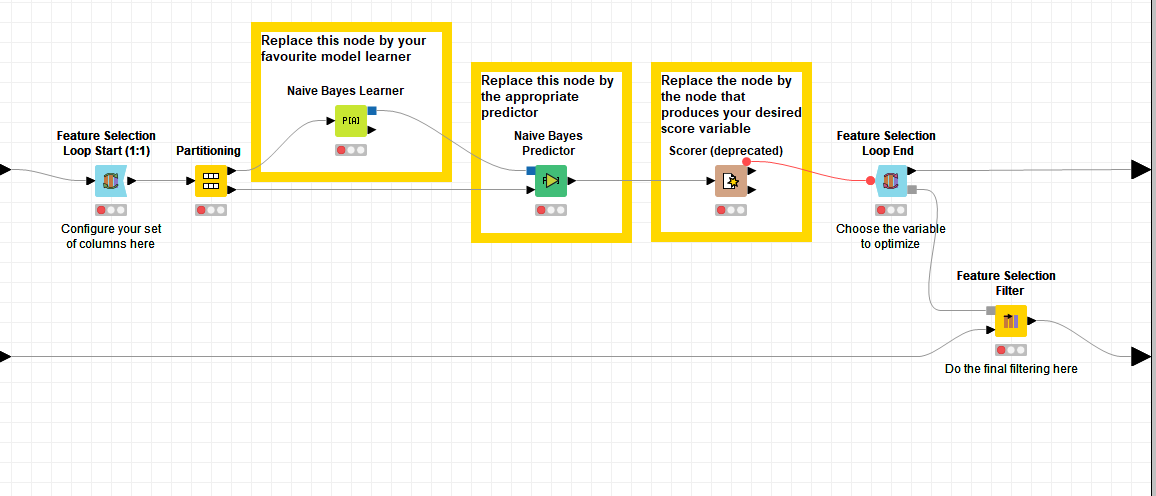 Replace this node by your
favourite model learner
Naive Bayes Learner
P[A]
Replace this node by
the appropriate
predictor
Naive Bayes
Predictor
Replace the node by
the node that
produces your desired
score variable
Scorer (deprecated)
Feature Selection
Loop Start (1:1)
Configure your set
of columns here
Partitioning
Feature Selection
Loop End
Choose the variable
to optimize
Feature Selection
Filter
Do the final filtering here